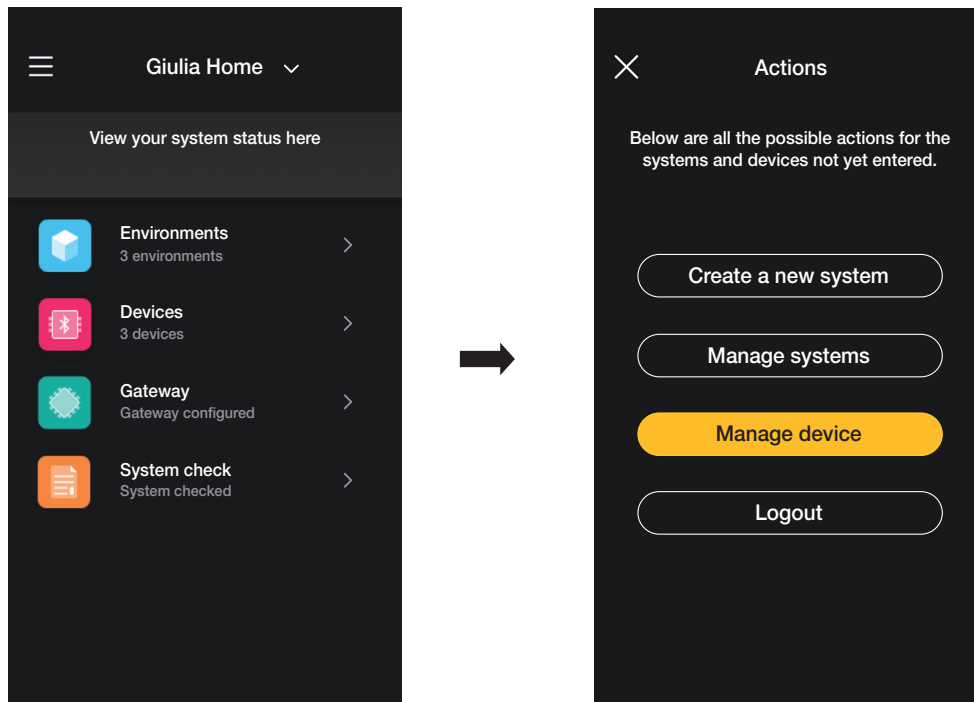 Giulia Home
View your system status here
Environments
3 environments
Devices
3 devices
Gateway
Gateway configured
System check
System checked
Actions
Below are all the possible actions for the
systems and devices not yet entered.
Create a new system
Manage systems
Manage device
Logout